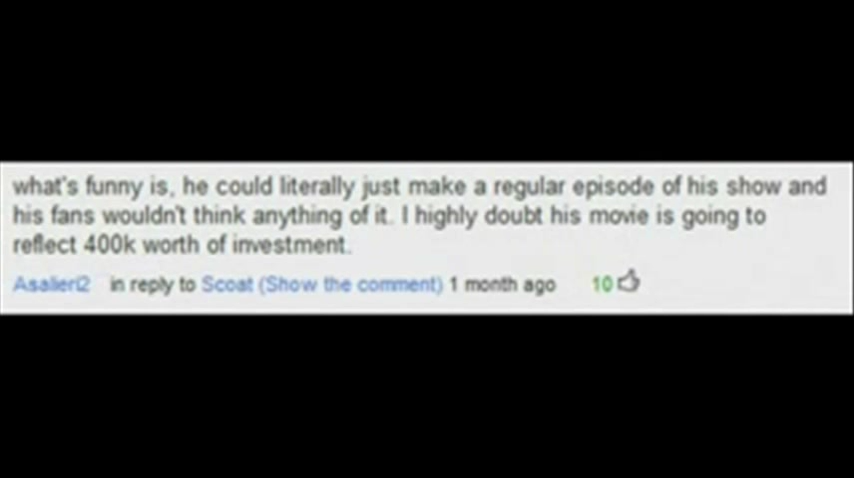 what's funny is, he could literally just make a regular episode of his show and
his fans wouldn't think anything of it. I highly doubt his movie is going to
reflect 400k worth of investment.
Asalieri2 in reply to Scoat (Show the comment) 1 month ago 10